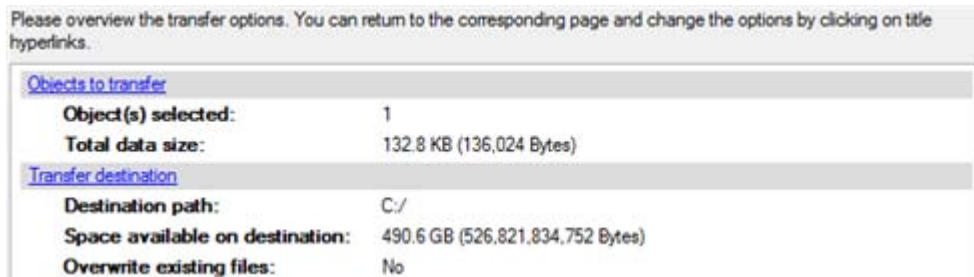 Please overview the transfer options. You can return to the corresponding page and change the options by clicking on title
hyperlinks.
Objects to transfer
Object(s) selected: 1
Total data size: 132.8 KB (136,024 Bytes)
Transfer destination
Destination path: C:/
Space available on destination: 490.6 GB (526,821,834,752 Bytes)
Overwrite existing files: No